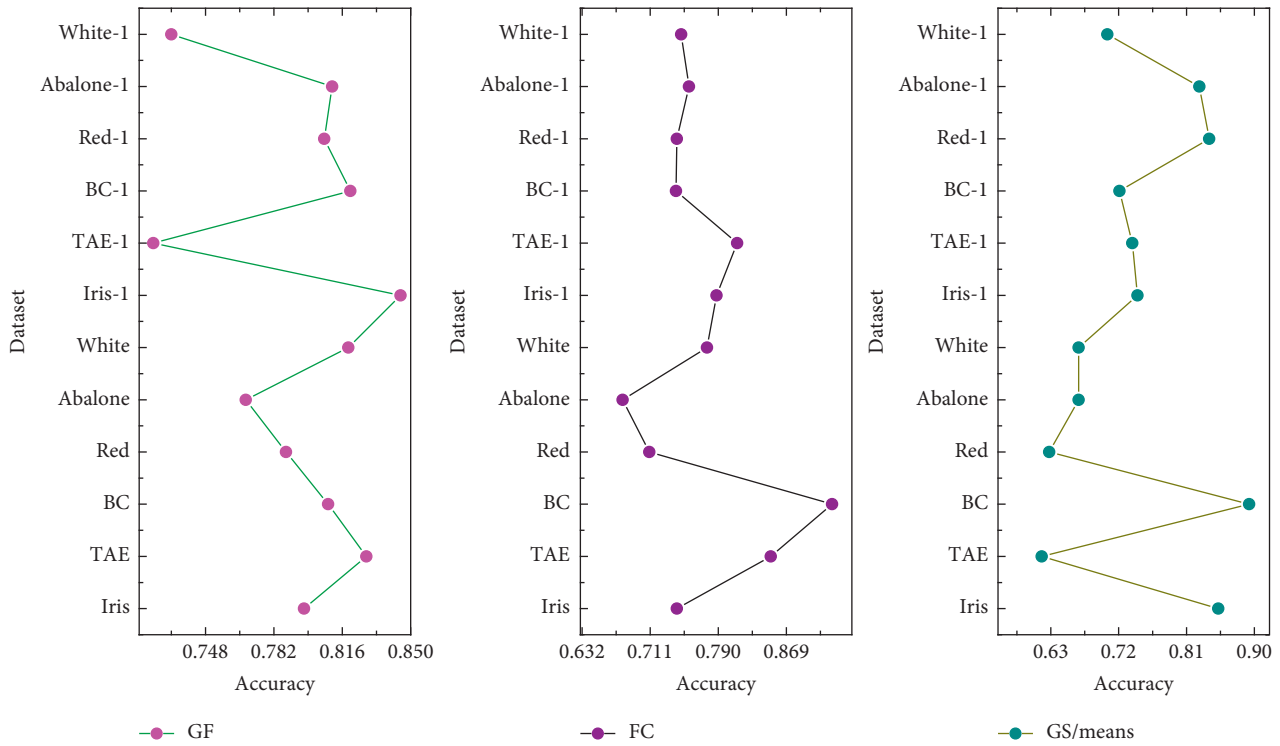 White-1
Abalone-1
Red-1
BC-1
TAE-1
Iris-1
White
Abalone
Red
BC
TAE
Iris
Dataset
0.748 0.782 0.816 0.850
Accuracy
GF
White-1
Abalone-1
Red-1
BC-1
TAE-1
Iris-1
White
Abalone
Red
BC
TAE
Iris
Dataset
0.632 0.711 0.790 0.869
Accuracy
FC
White-1
Abalone-1
Red-1
BC-1
TAE-1
Iris-1
White
Abalone
Red
BC
TAE
Iris
Dataset
0.63 0.72 0.81 0.90
Accuracy
GS/means